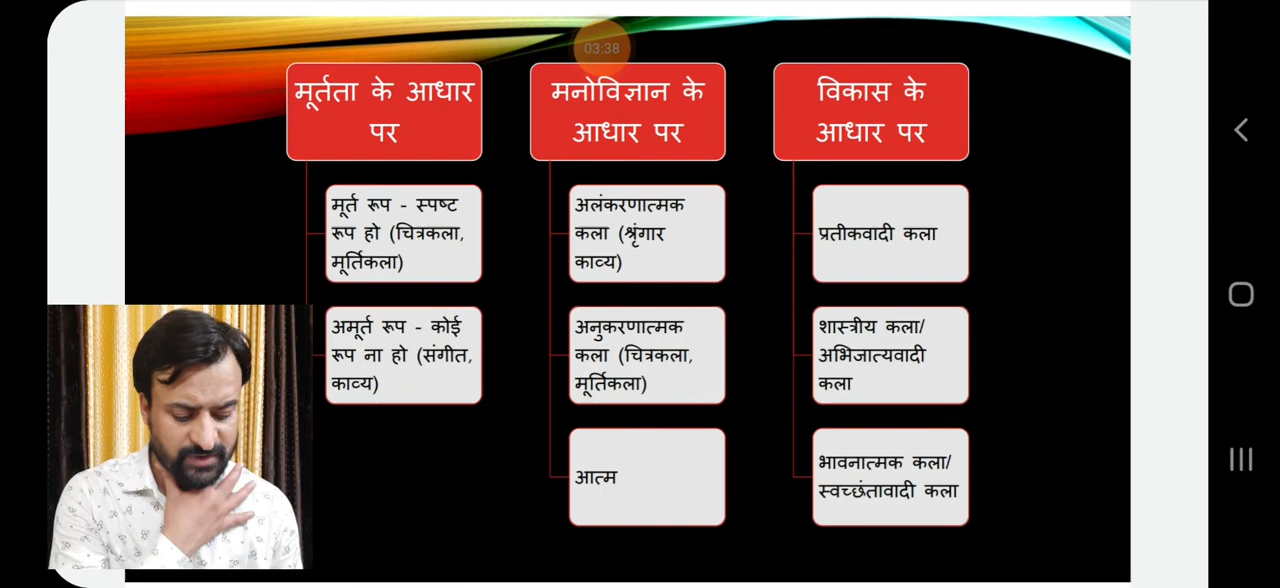 03:38
मूर्तता के आधार
पर
मूर्त रूप - स्पष्ट
रूप हो (चित्रकला,
मूर्तिकला)
अमूर्त रूप - कोई
रूप ना हो (संगीत,
काव्य)
मनोविज्ञान के
आधार पर
अलंकरणात्मक
कला (श्रृंगार
काव्य)
अनुकरणात्मक
कला (चित्रकला,
मूर्तिकला)
आत्म
विकास के
आधार पर
प्रतीकवादी कला
शास्त्रीय कला/
अभिजात्यवादी
कला
भावनात्मक कला/
स्वच्छंतावादी कला